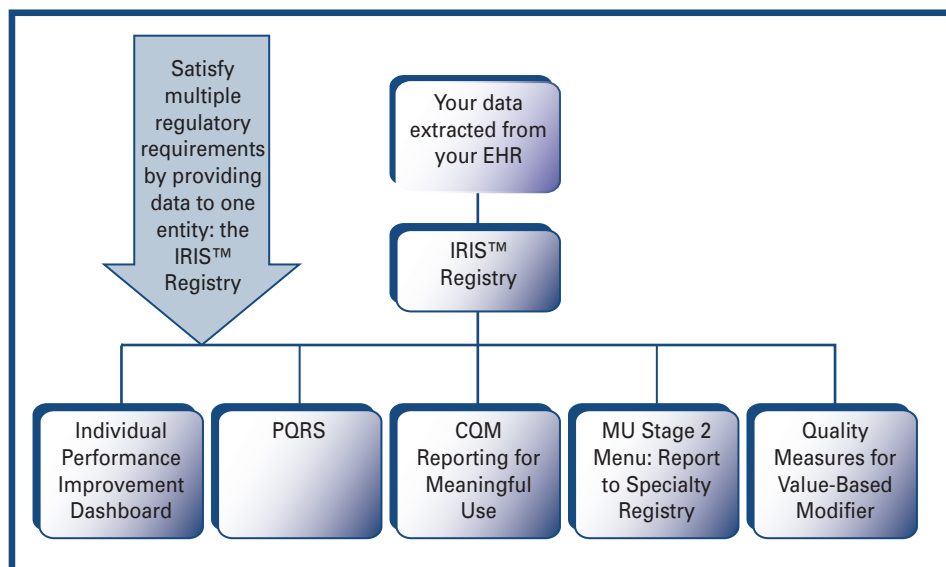 Satisfy
multiple
regulatory
requirements
by providing
data to one
entity: the
IRIS™
Registry
Your data
extracted from
your EHR
IRIS™
Registry
Individual
Performance
Improvement
Dashboard
PQRS
CQM
Reporting for
Meaningful
Use
MU Stage 2
Menu: Report
to Specialty
Registry
Quality
Measures for
Value-Based
Modifier